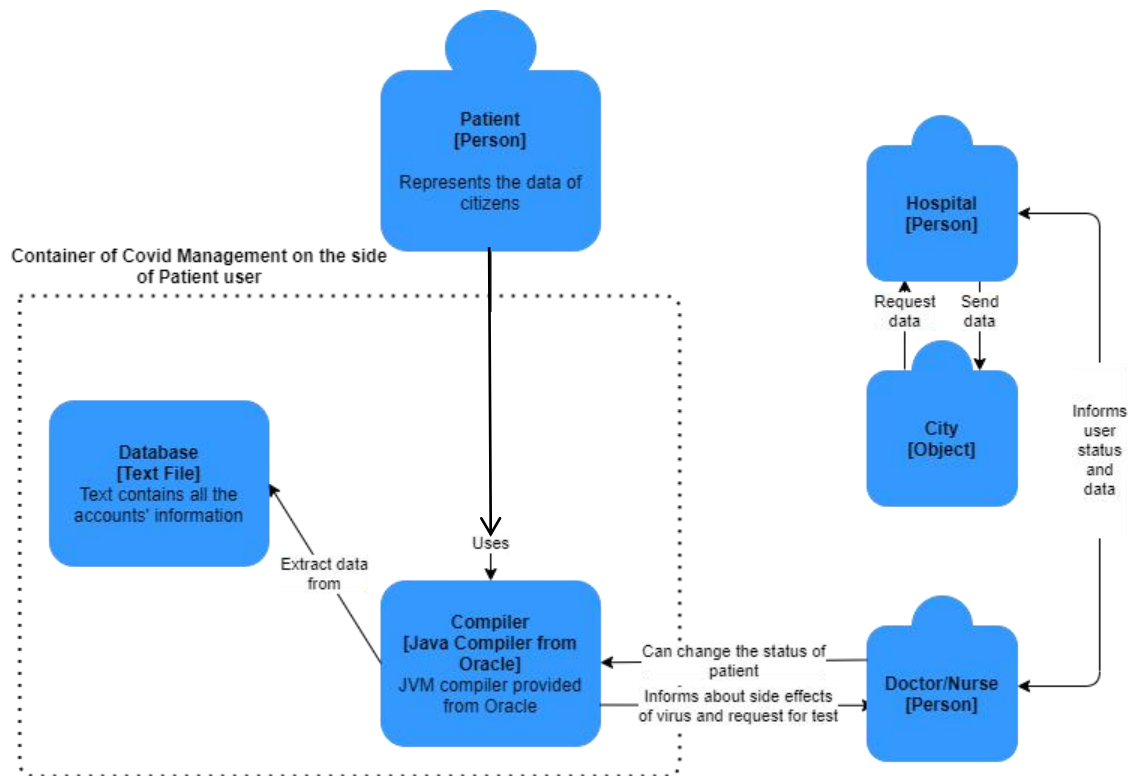 Patient
[Person]
Represents the data of
citizens
Container of Covid Management on the side
of Patient user
Hospital
[Person]
Request
data
Send
data
City
[Object]
Informs
user
status
and
data
Database
[Text File]
Text contains all the
accounts' information
Extract data
from
Uses
Compiler
[Java Compiler from
Oracle]
JVM compiler provided
from Oracle
Can change the status of
patient
Informs about side effects
of virus and request for test
Doctor/Nurse
[Person]